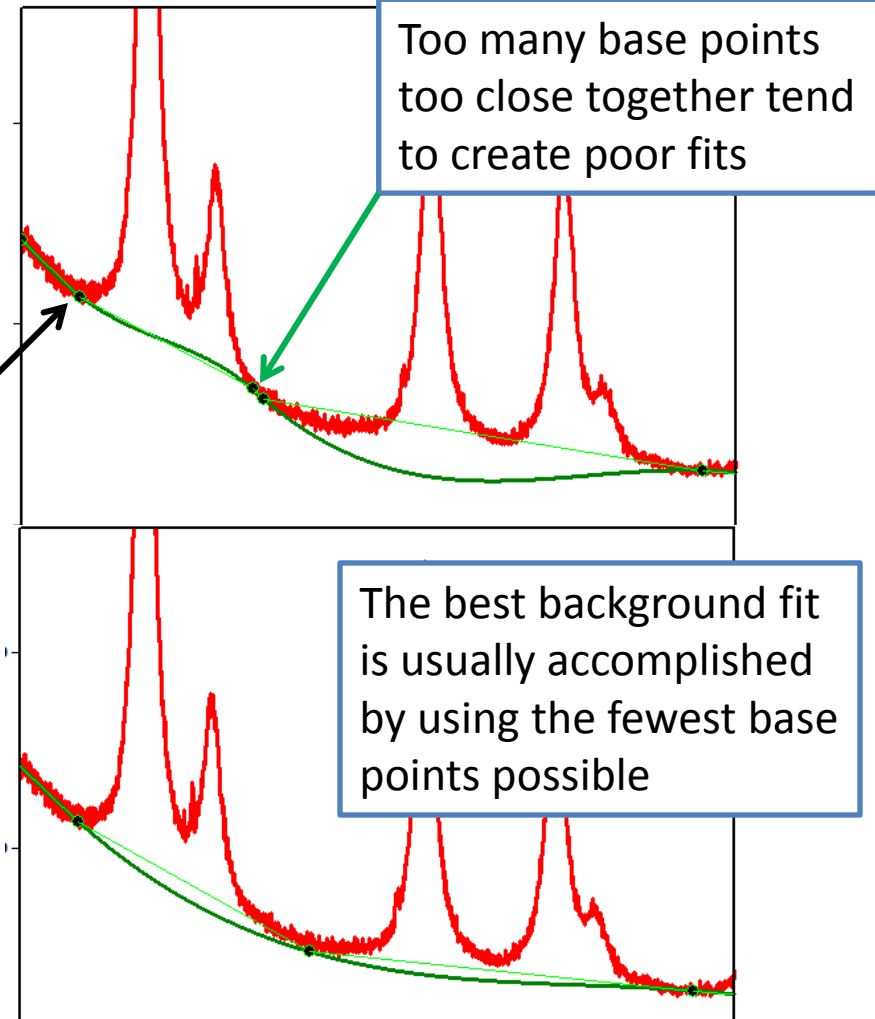 Too many base points
too close together tend
to create poor fits
The best background fit
is usually accomplished
by using the fewest base
points possible